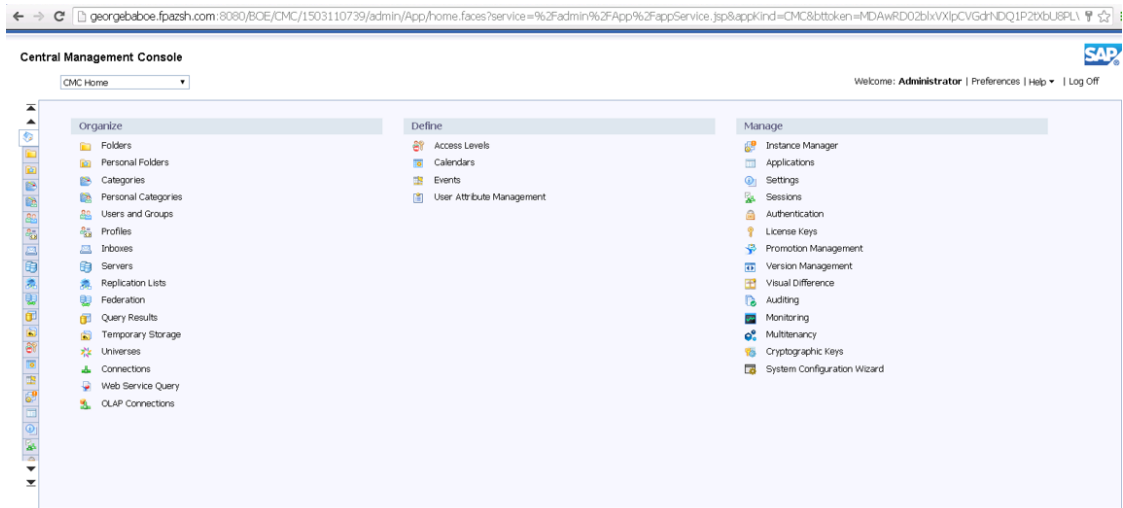 georgebaboe.fpazsh.com:8080/BOE/CMC/1503110739/admin/App/home.faces?service=%2Fadmin%2FApp%2FappService.jsp&appKind=CMC&bttoken=
Central Management Console
SAP
CMC Home
Welcome: Administrator | Preferences | Help | Log Off
Organize
Folders
Personal Folders
Categories
Personal Categories
Users and Groups
Profiles
Inboxes
Servers
Replication Lists
Federation
Query Results
Temporary Storage
Universes
Connections
Web Service Query
OLAP Connections
Define
Access Levels
Calendars
Events
User Attribute Management
Manage
Instance Manager
Applications
Settings
Sessions
Authentication
License Keys
Promotion Management
Version Management
Visual Difference
Auditing
Monitoring
Multitenancy
Cryptographic Keys
System Configuration Wizard